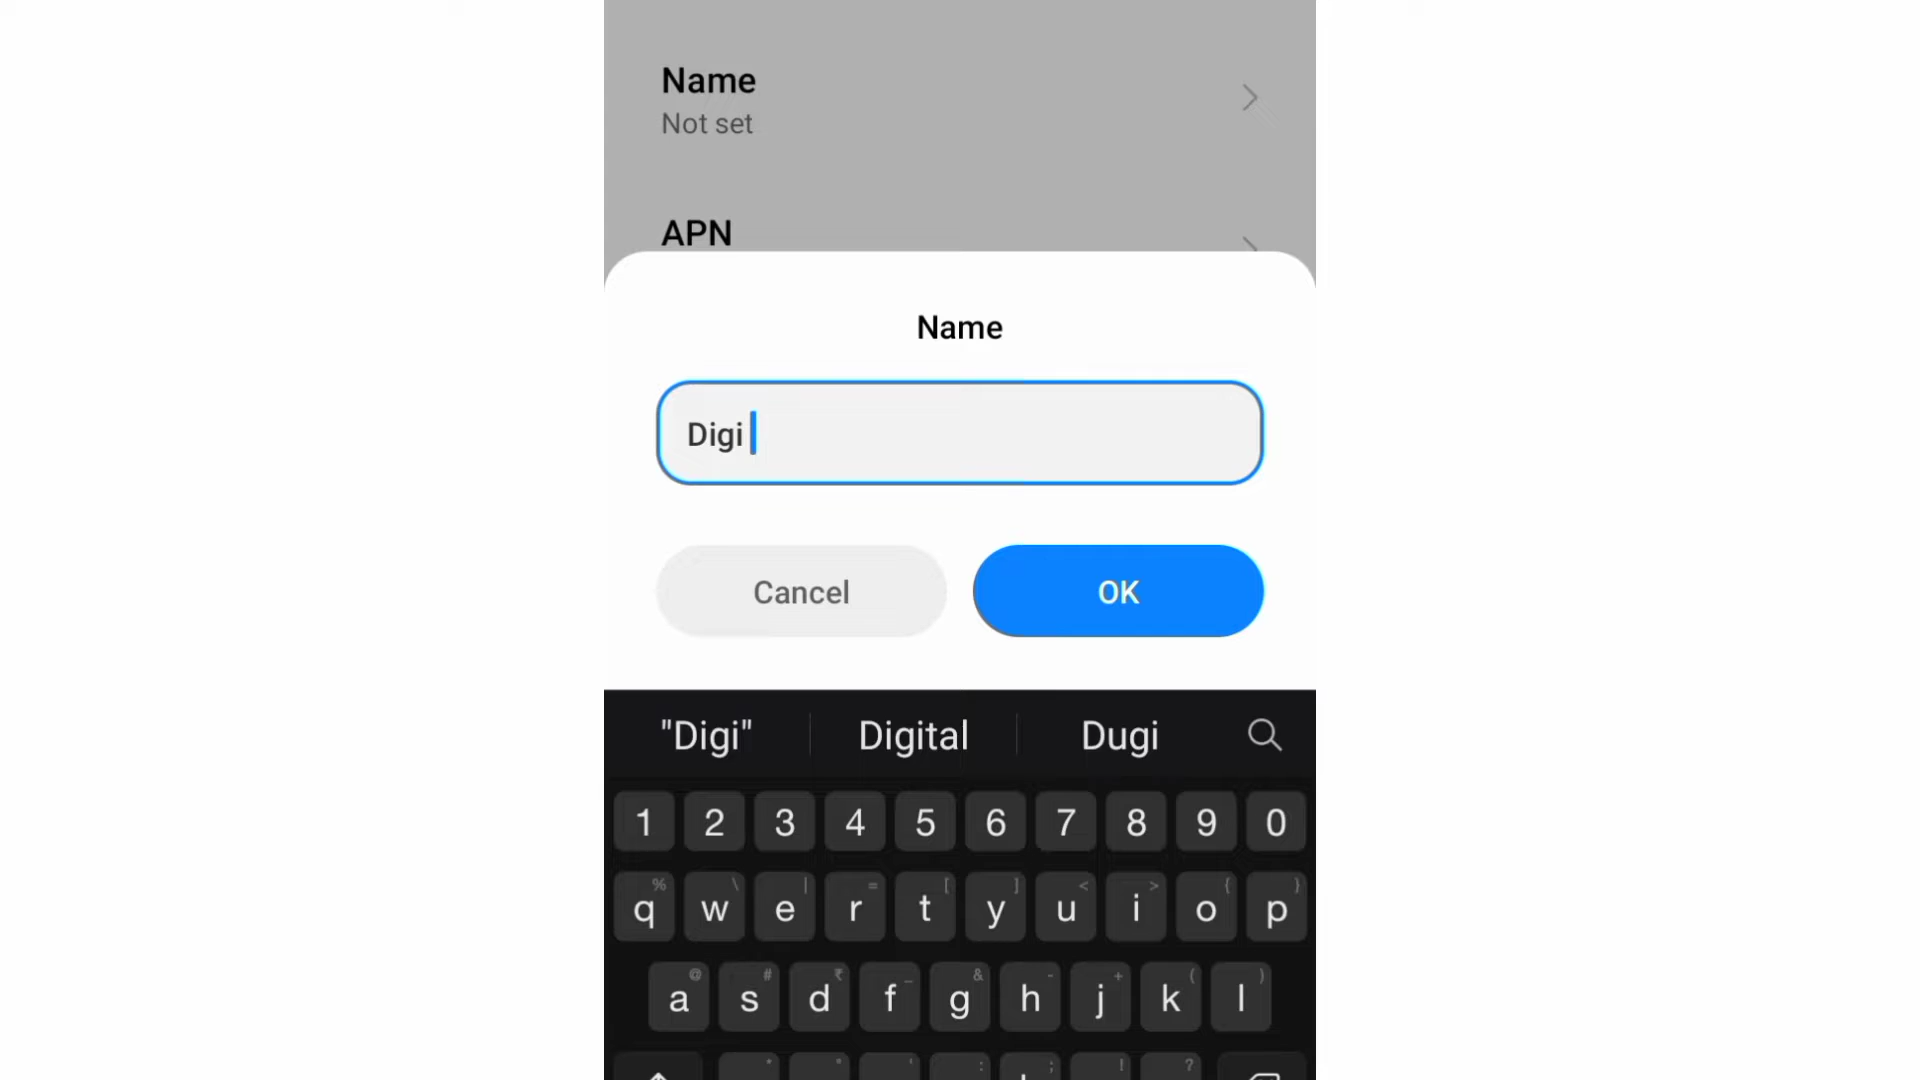 Name
Not set
APN
Name
Digi
Cancel
OK
"Digi" Digital Dugi
1 2 3 4 5 6 7 8 9 0
% \ | = [ ] < > { }
q w e r t y u i o p
@ # ₹ _ & - + ( )
a s d f g h j k l
* " ' : ; ! ?